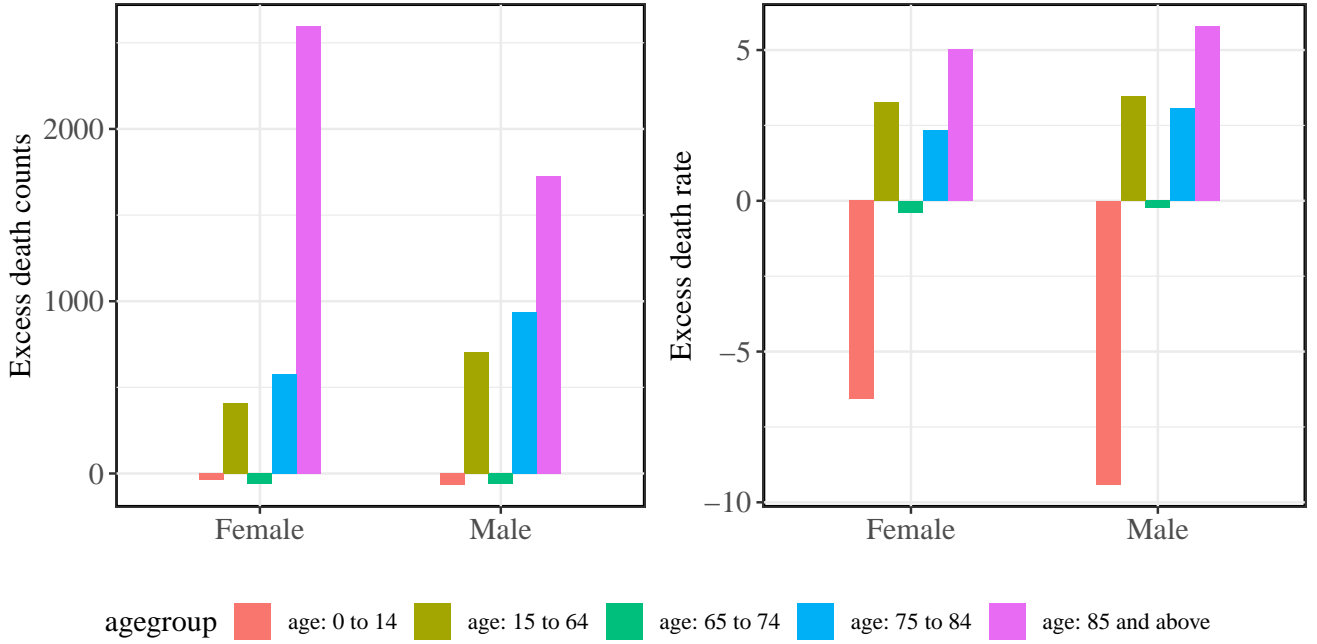 Excess death counts
2000
1000
0
Female Male
Excess death rate
5
0
−5
−10
Female Male
agegroup age: 0 to 14 age: 15 to 64 age: 65 to 74 age: 75 to 84 age: 85 and above